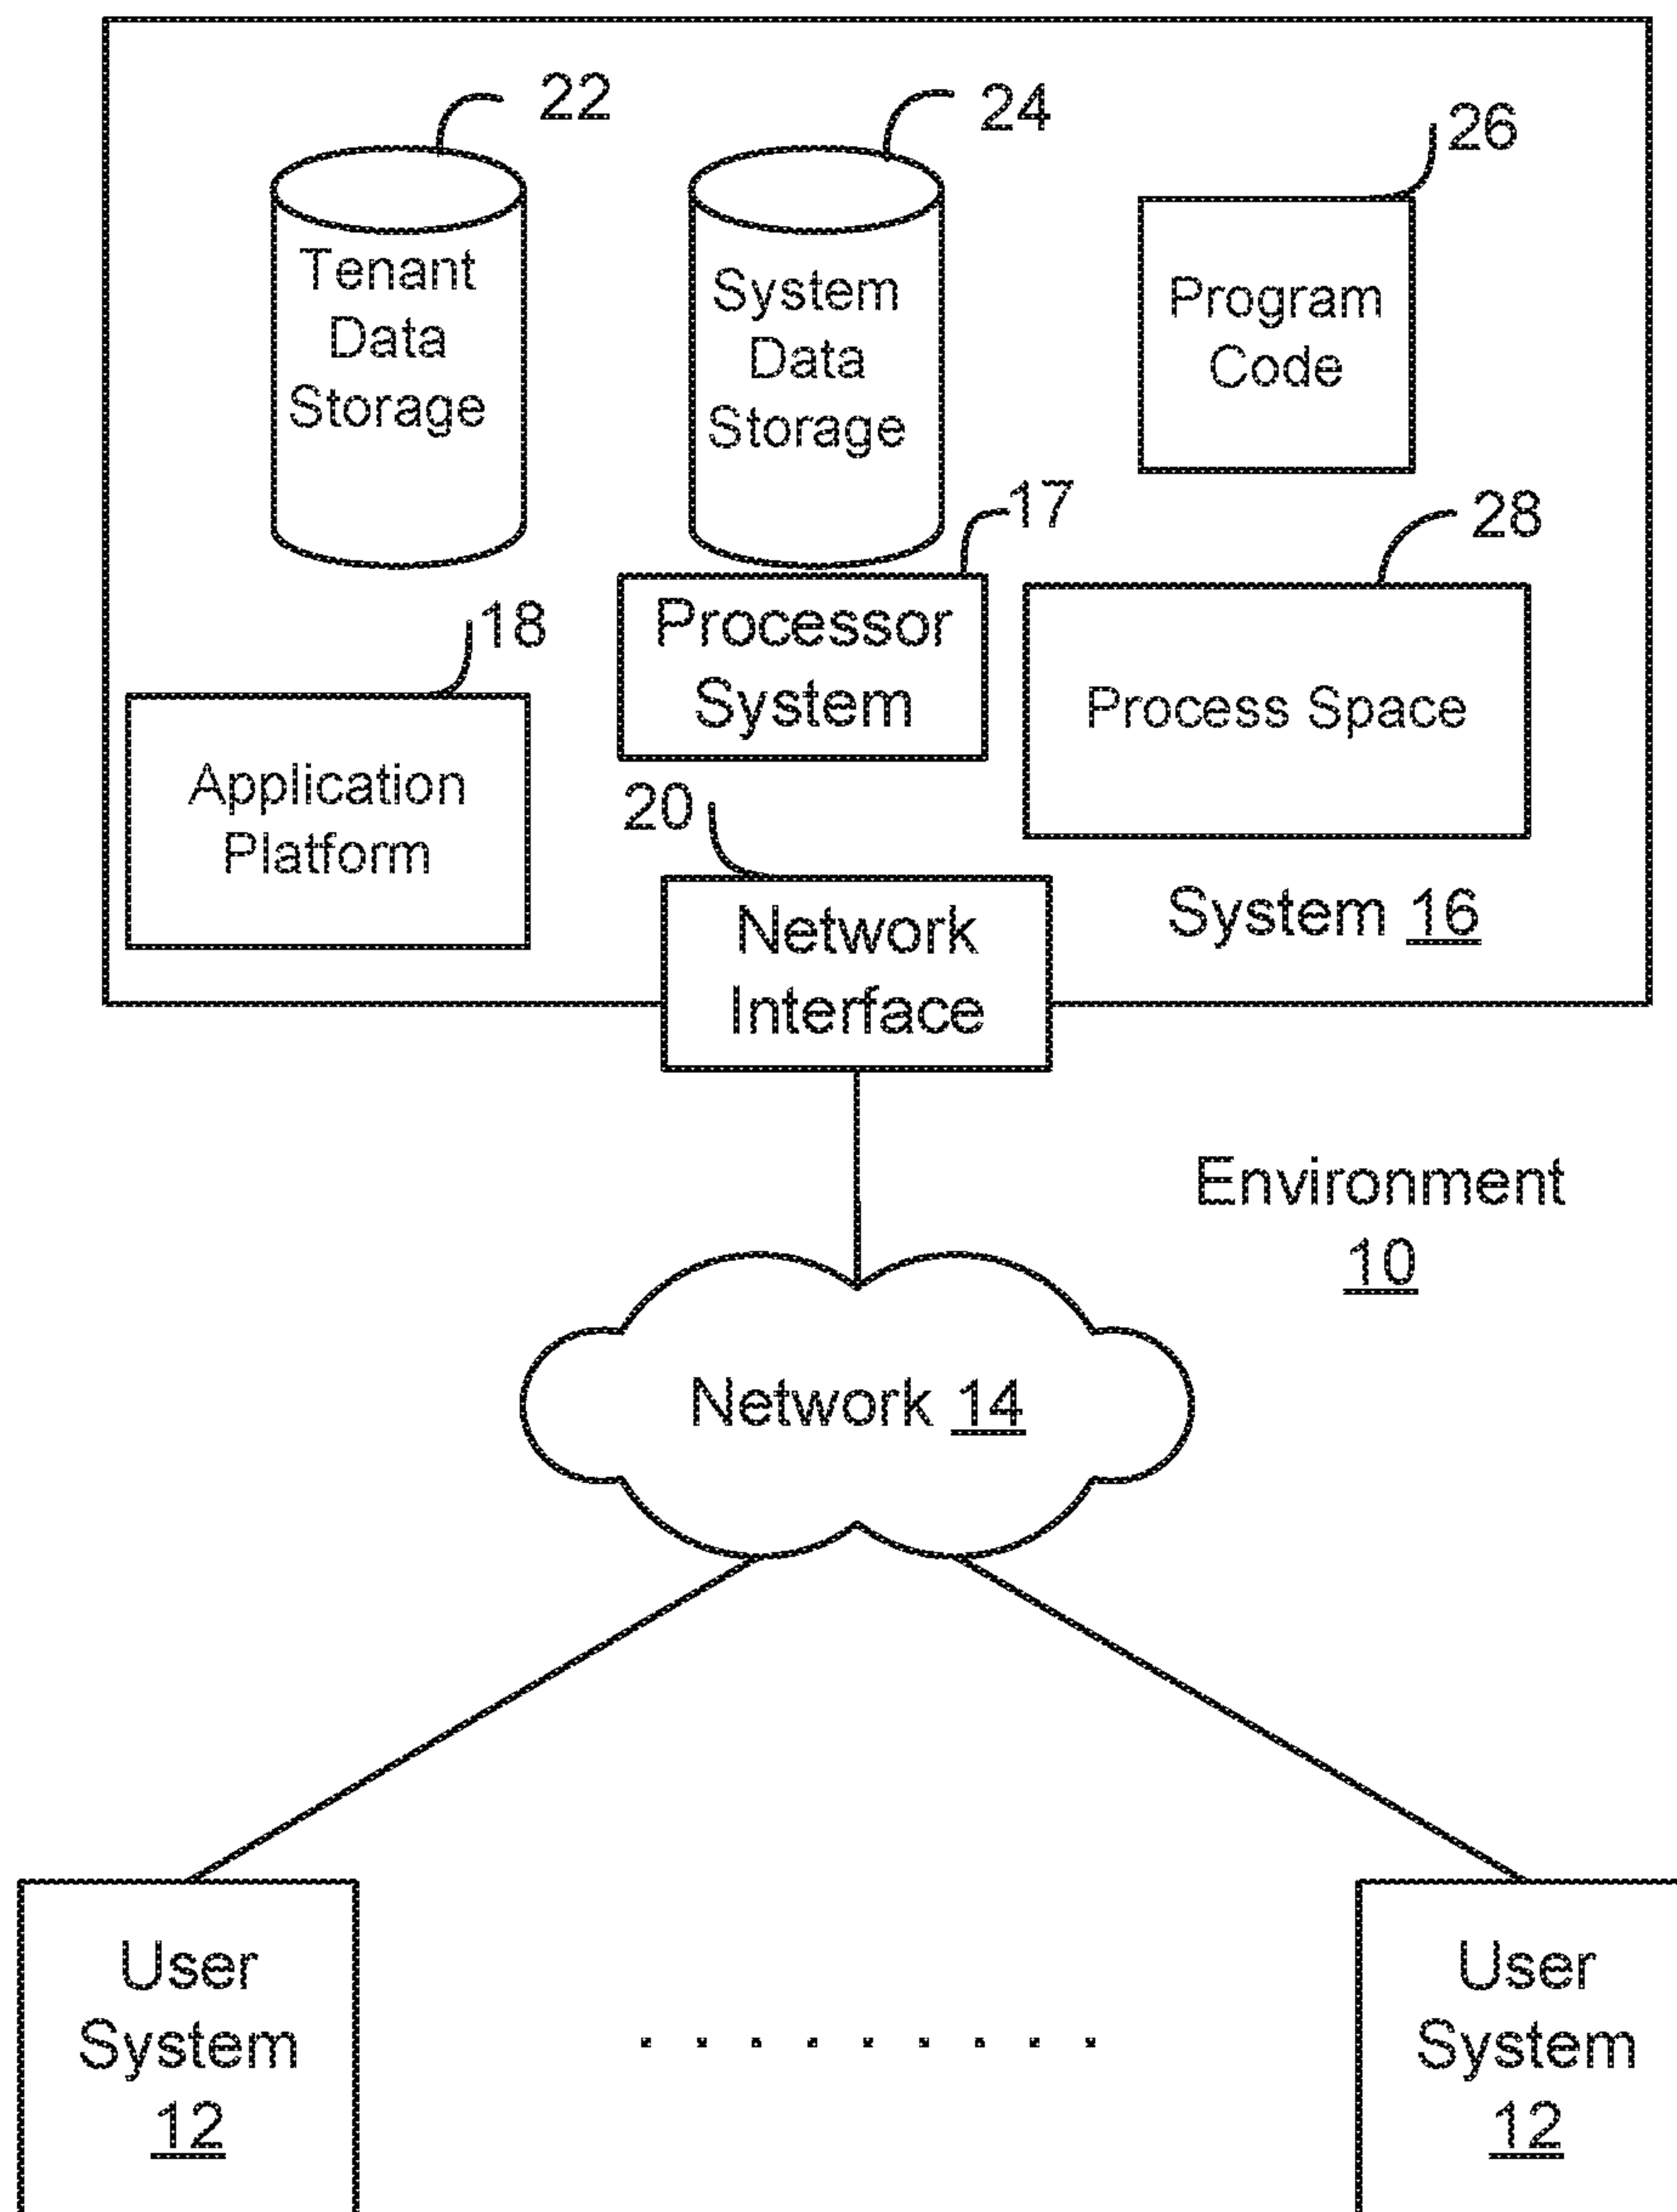 22
24
26
Tenant
Data
Storage
System
Data
Storage
Program
Code
17
28
18
Processor
System
Process Space
Application
Platform
20
Network
Interface
System 16
Environment
10
Network 14
User
System
12
. . . . . . . . .
User
System
12